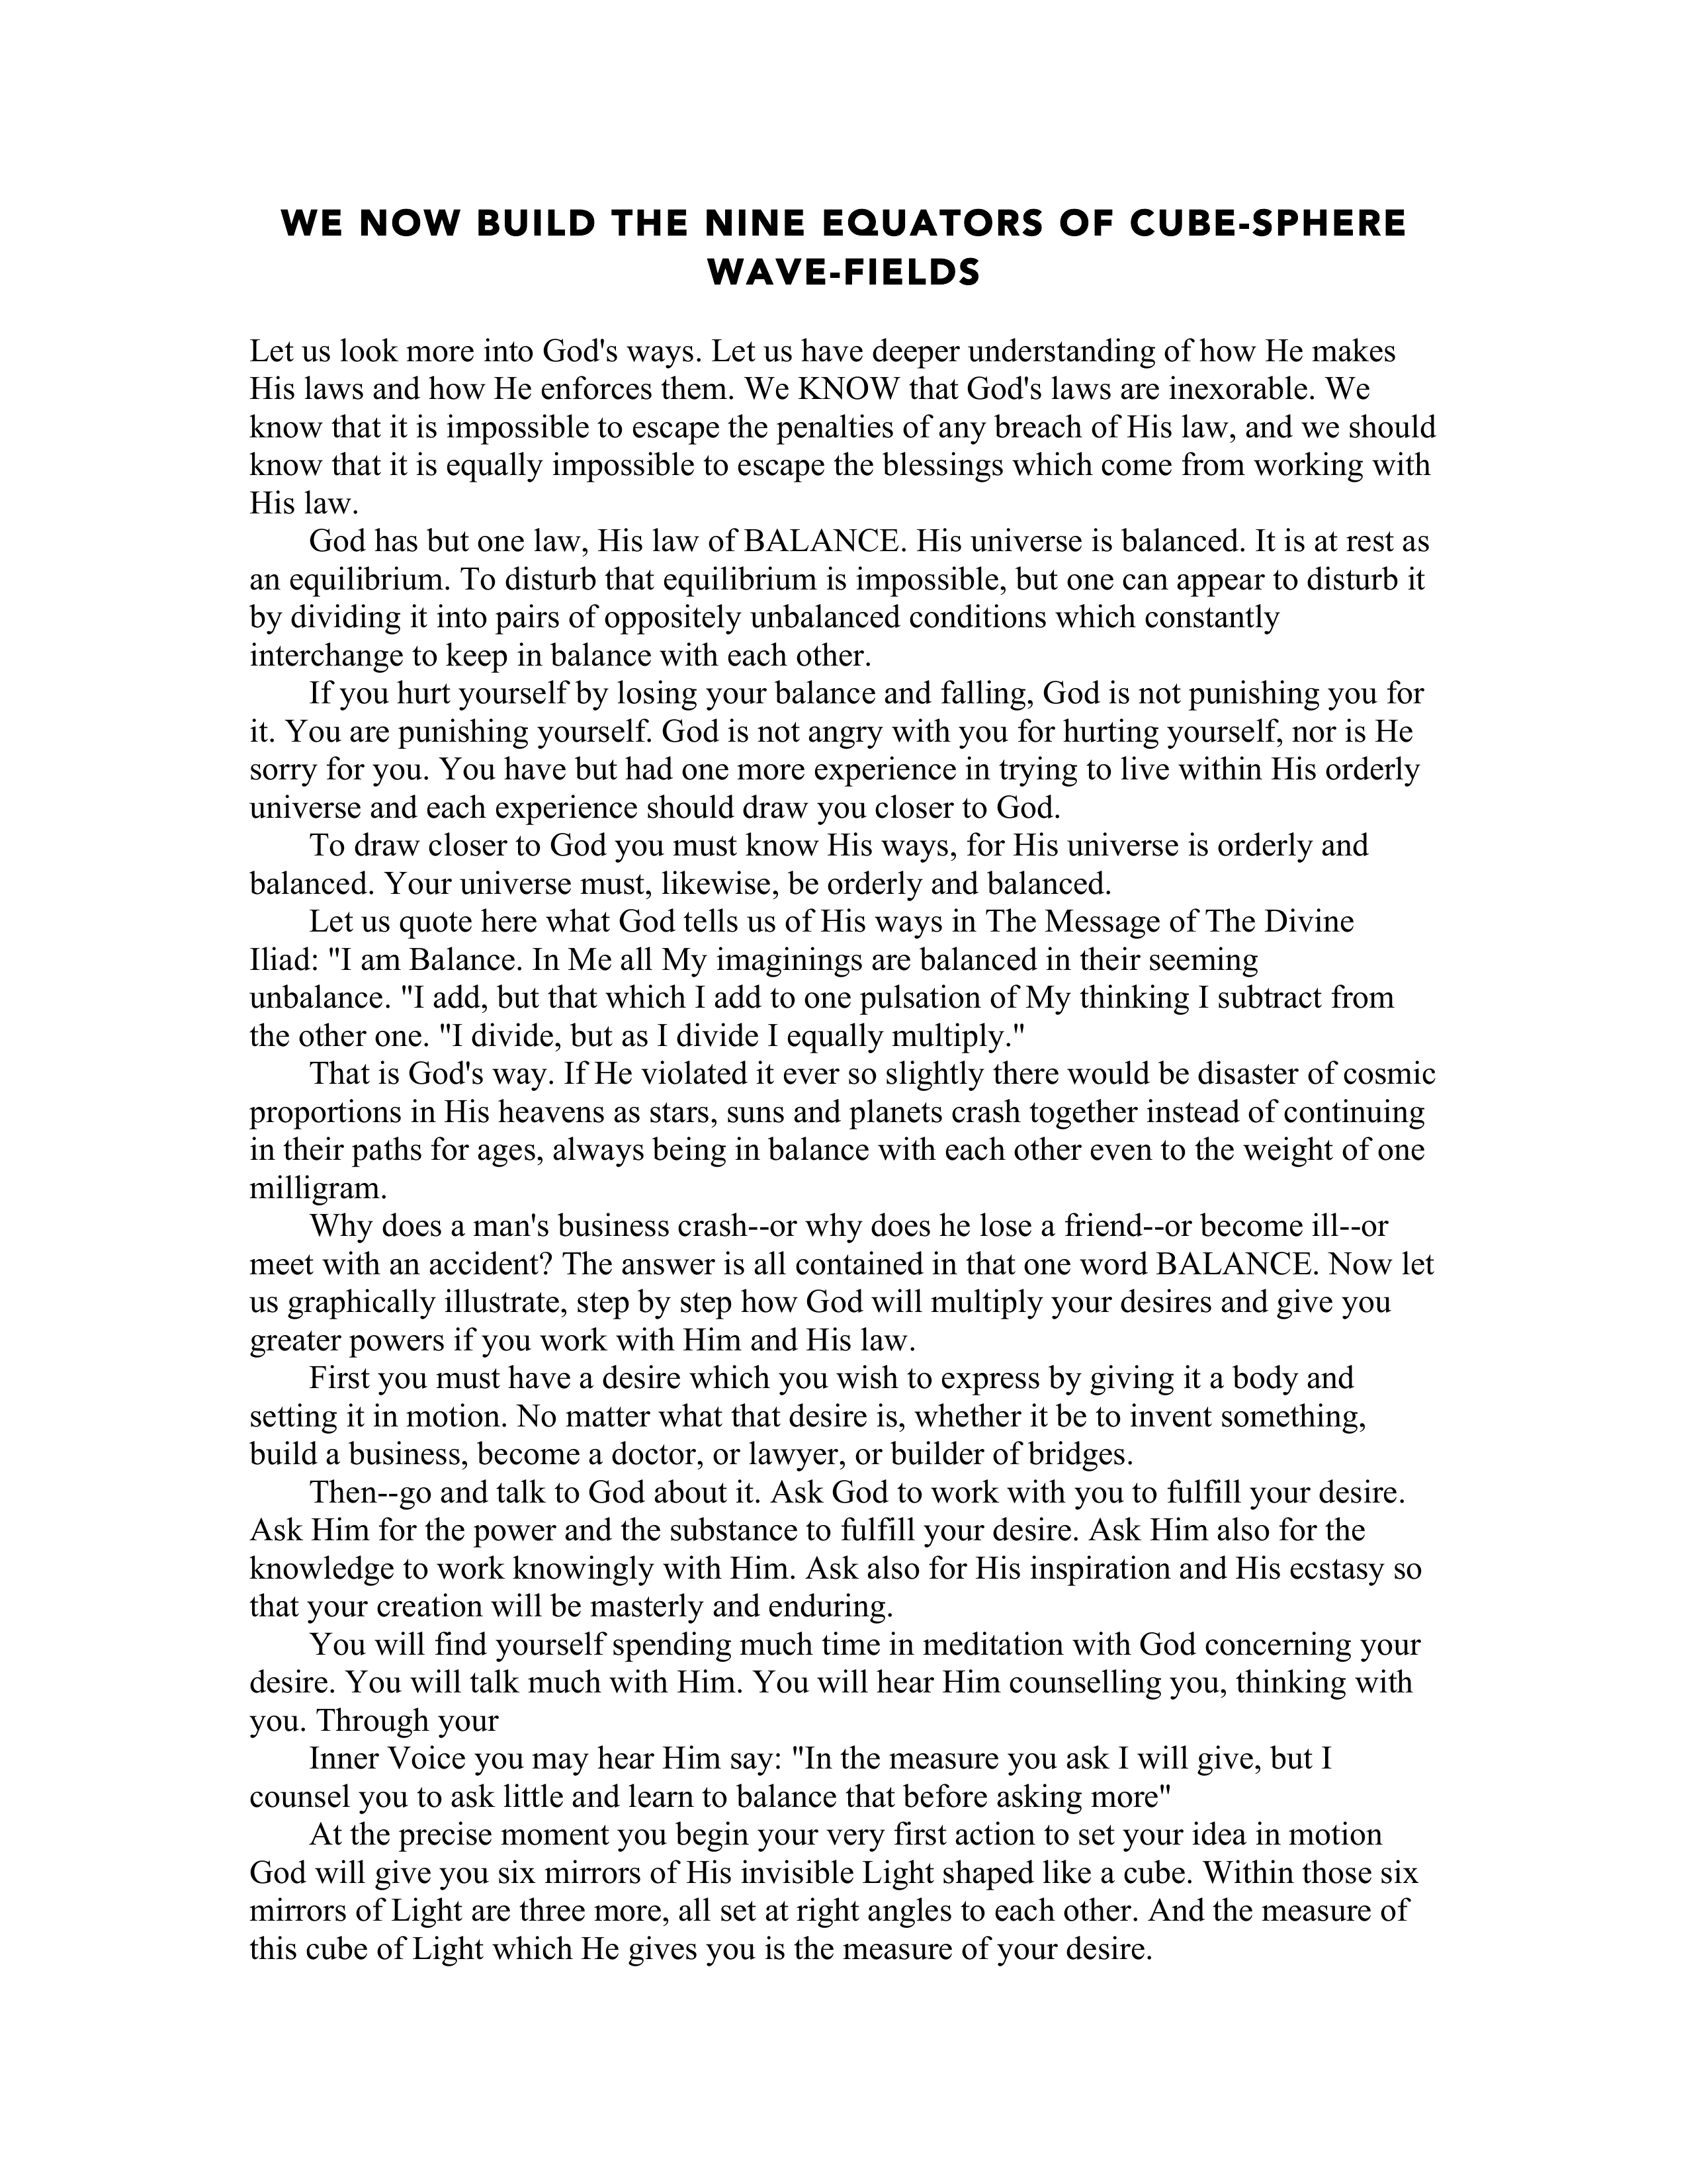 WE NOW BUILD THE NINE EQUATORS OF CUBE-SPHERE
WAVE-FIELDS
Let us look more into God's ways. Let us have deeper understanding of how He makes
His laws and how He enforces them. We KNOW that God's laws are inexorable. We
know that it is impossible to escape the penalties of any breach of His law, and we should
know that it is equally impossible to escape the blessings which come from working with
His law.
God has but one law, His law of BALANCE. His universe is balanced. It is at rest as
an equilibrium. To disturb that equilibrium is impossible, but one can appear to disturb it
by dividing it into pairs of oppositely unbalanced conditions which constantly
interchange to keep in balance with each other.
If you hurt yourself by losing your balance and falling, God is not punishing you for
it. You are punishing yourself. God is not angry with you for hurting yourself, nor is He
sorry for you. You have but had one more experience in trying to live within His orderly
universe and each experience should draw you closer to God.
To draw closer to God you must know His ways, for His universe is orderly and
balanced. Your universe must, likewise, be orderly and balanced.
Let us quote here what God tells us of His ways in The Message of The Divine
Iliad: "I am Balance. In Me all My imaginings are balanced in their seeming
unbalance. "I add, but that which I add to one pulsation of My thinking I subtract from
the other one. "I divide, but as I divide I equally multiply."
That is God's way. If He violated it ever so slightly there would be disaster of cosmic
proportions in His heavens as stars, suns and planets crash together instead of continuing
in their paths for ages, always being in balance with each other even to the weight of one
milligram.
Why does a man's business crash--or why does he lose a friend--or become ill--or
meet with an accident? The answer is all contained in that one word BALANCE. Now let
us graphically illustrate, step by step how God will multiply your desires and give you
greater powers if you work with Him and His law.
First you must have a desire which you wish to express by giving it a body and
setting it in motion. No matter what that desire is, whether it be to invent something,
build a business, become a doctor, or lawyer, or builder of bridges.
Then--go and talk to God about it. Ask God to work with you to fulfill your desire.
Ask Him for the power and the substance to fulfill your desire. Ask Him also for the
knowledge to work knowingly with Him. Ask also for His inspiration and His ecstasy so
that your creation will be masterly and enduring.
You will find yourself spending much time in meditation with God concerning your
desire. You will talk much with Him. You will hear Him counselling you, thinking with
you. Through your
Inner Voice you may hear Him say: "In the measure you ask I will give, but I
counsel you to ask little and learn to balance that before asking more"
At the precise moment you begin your very first action to set your idea in motion
God will give you six mirrors of His invisible Light shaped like a cube. Within those six
mirrors of Light are three more, all set at right angles to each other. And the measure of
this cube of Light which He gives you is the measure of your desire.